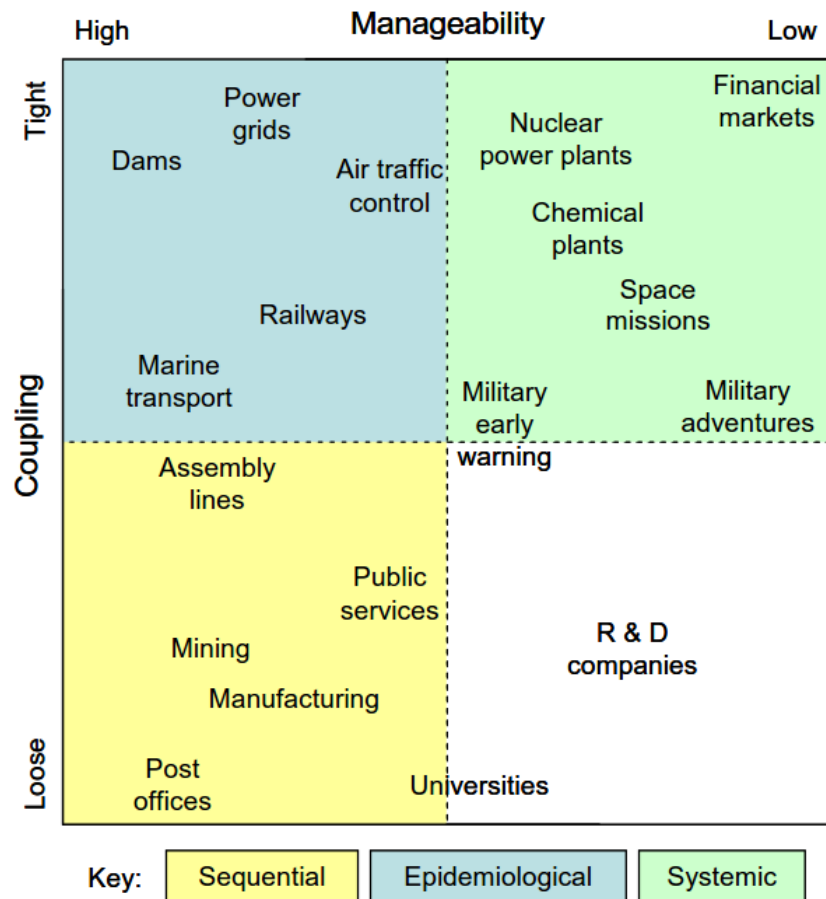 High Manageability Low
Tight
Coupling
Loose
Power
grids
Dams
Air traffic
control
Railways
Marine
transport
Financial
markets
Nuclear
power plants
Chemical
plants
Space
missions
Military
early
warning
Military
adventures
Assembly
lines
Public
services
Mining
Manufacturing
Post
offices
Universities
R & D
companies
Key: Sequential Epidemiological Systemic